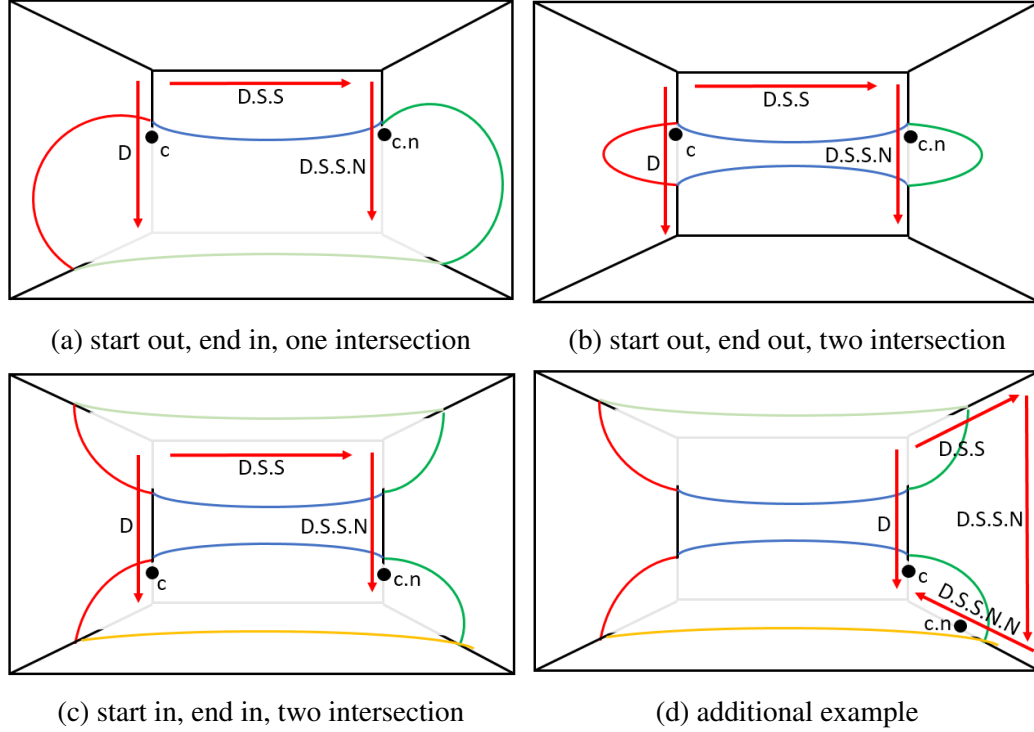 D.S.S
D
c
c.n
D.S.S.N
(a) start out, end in, one intersection
D.S.S
c
c.n
D
D.S.S.N
(b) start out, end out, two intersection
D.S.S
D
D.S.S.N
c
c.n
(c) start in, end in, two intersection
D.S.S
D
D.S.S.N
c
D.S.S.N.N
c.n
(d) additional example